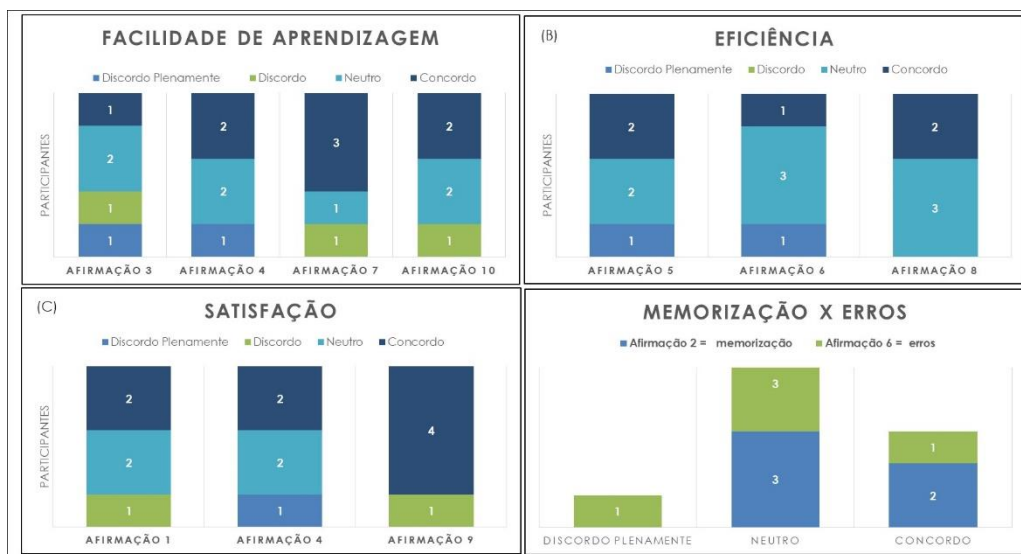 FACILIDADE DE APRENDIZAGEM
Discordo Plenamente Discordo Neutro Concordo
PARTICIPANTES
1 2 3 2
2 2 1 2
1 1 1 1
1
AFIRMAÇÃO 3 AFIRMAÇÃO 4 AFIRMAÇÃO 7 AFIRMAÇÃO 10
(B)
EFICIÊNCIA
Discordo Plenamente Discordo Neutro Concordo
PARTICIPANTES
2 1 2
2 3 3
1 1
AFIRMAÇÃO 5 AFIRMAÇÃO 6 AFIRMAÇÃO 8
(C)
SATISFAÇÃO
Discordo Plenamente Discordo Neutro Concordo
PARTICIPANTES
2 2 4
2 2
1 1 1
AFIRMAÇÃO 1 AFIRMAÇÃO 4 AFIRMAÇÃO 9
MEMORIZAÇÃO X ERROS
Afirmação 2 = memorização Afirmação 6 = erros
PARTICIPANTES
3
1 3 1
2
DISCORDO PLENAMENTE NEUTRO CONCORDO